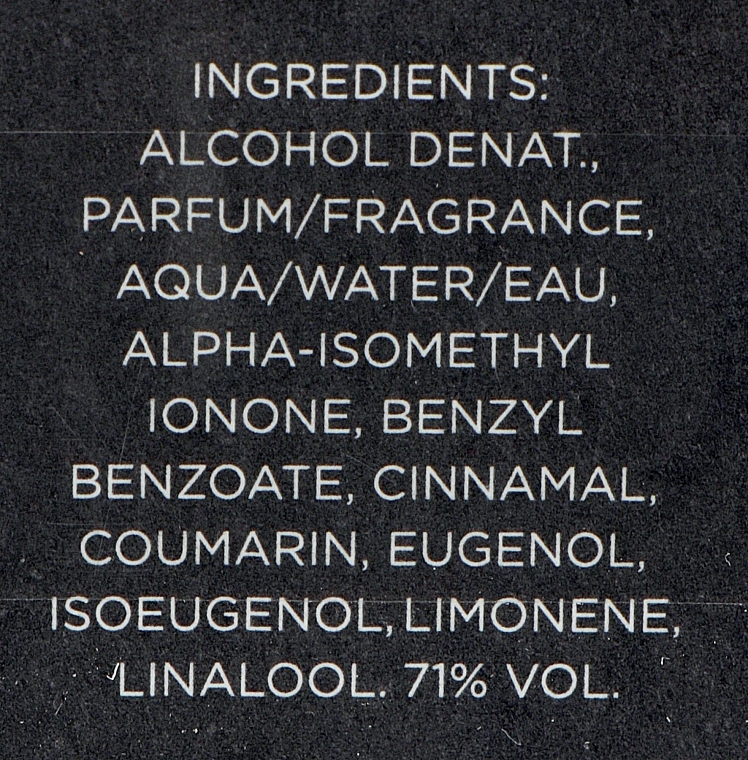 INGREDIENTS:
ALCOHOL DENAT.,
PARFUM/FRAGRANCE,
AQUA/WATER/EAU,
ALPHA-ISOMETHYL
IONONE, BENZYL
BENZOATE, CINNAMAL,
COUMARIN, EUGENOL,
ISOEUGENOL, LIMONENE,
LINALOOL. 71% VOL.